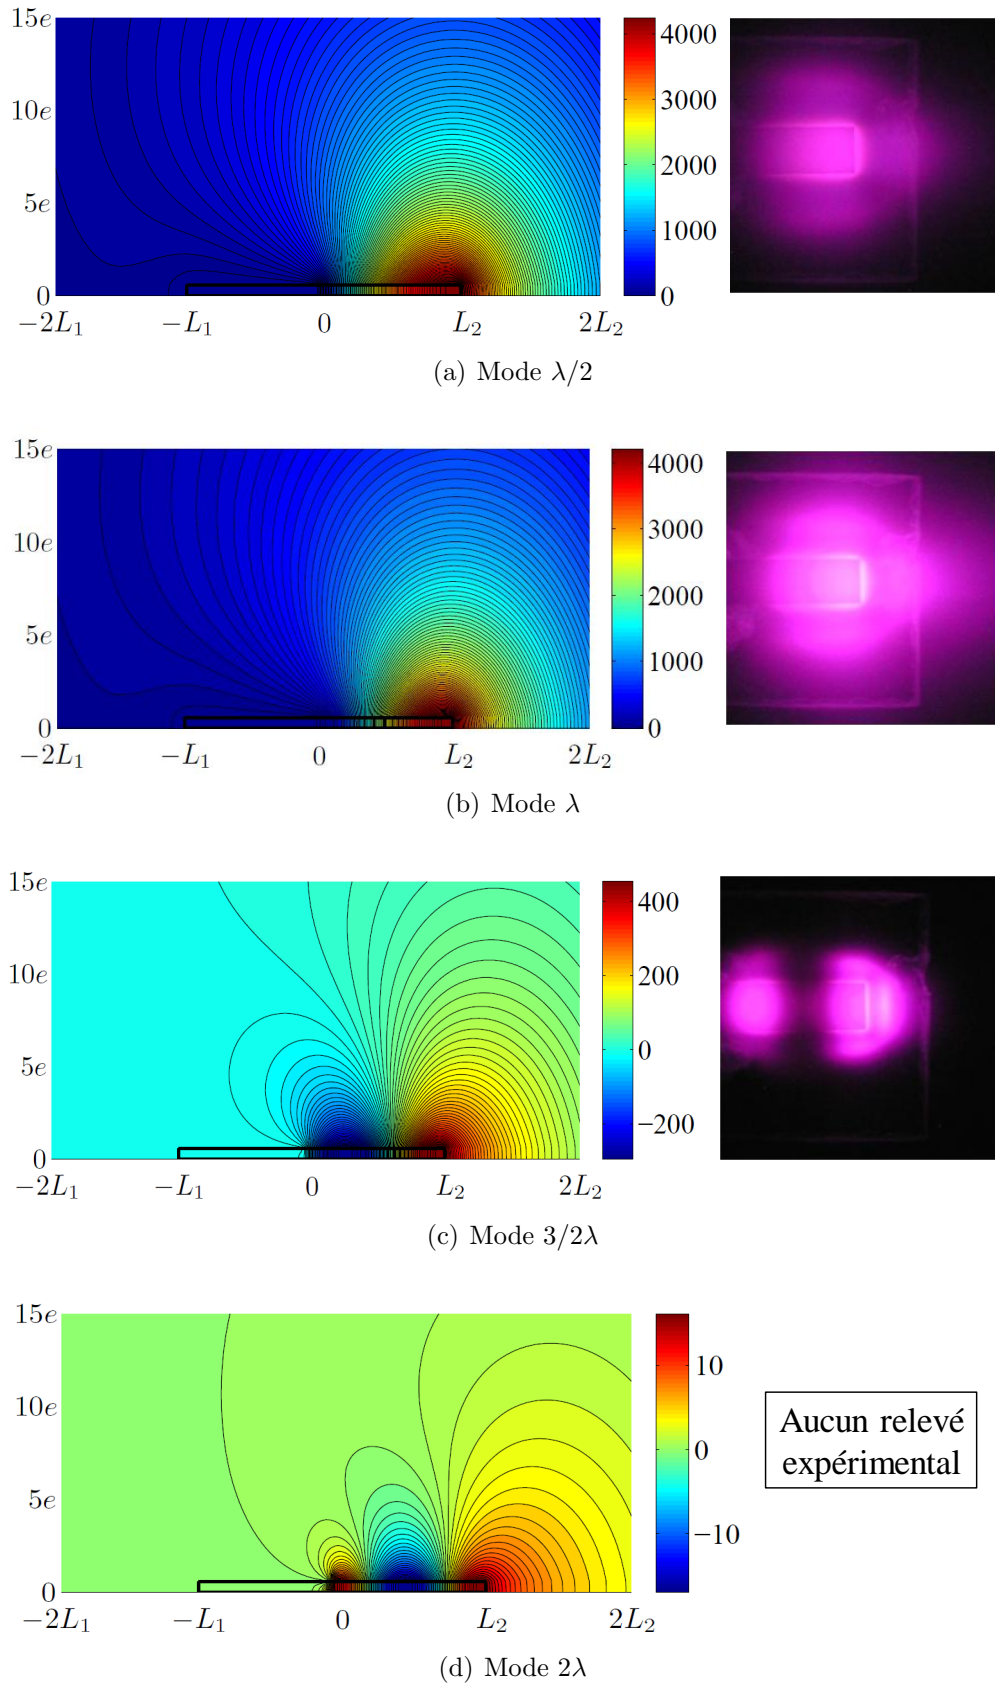 15e
10e
5e
0
−2L₁ −L₁ 0 L₂ 2L₂
4000
3000
2000
1000
0
(a) Mode λ/2
15e
10e
5e
0
−2L₁ −L₁ 0 L₂ 2L₂
4000
3000
2000
1000
0
(b) Mode λ
15e
10e
5e
0
−2L₁ −L₁ 0 L₂ 2L₂
400
200
0
−200
(c) Mode 3/2λ
15e
10e
5e
0
−2L₁ −L₁ 0 L₂ 2L₂
10
0
−10
Aucun relevé
expérimental
(d) Mode 2λ